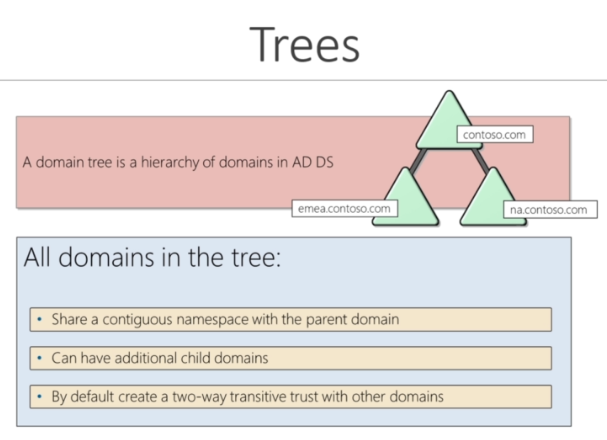 Trees
contoso.com
A domain tree is a hierarchy of domains in AD DS
emea.contoso.com
na.contoso.com
All domains in the tree:
• Share a contiguous namespace with the parent domain
• Can have additional child domains
• By default create a two-way transitive trust with other domains